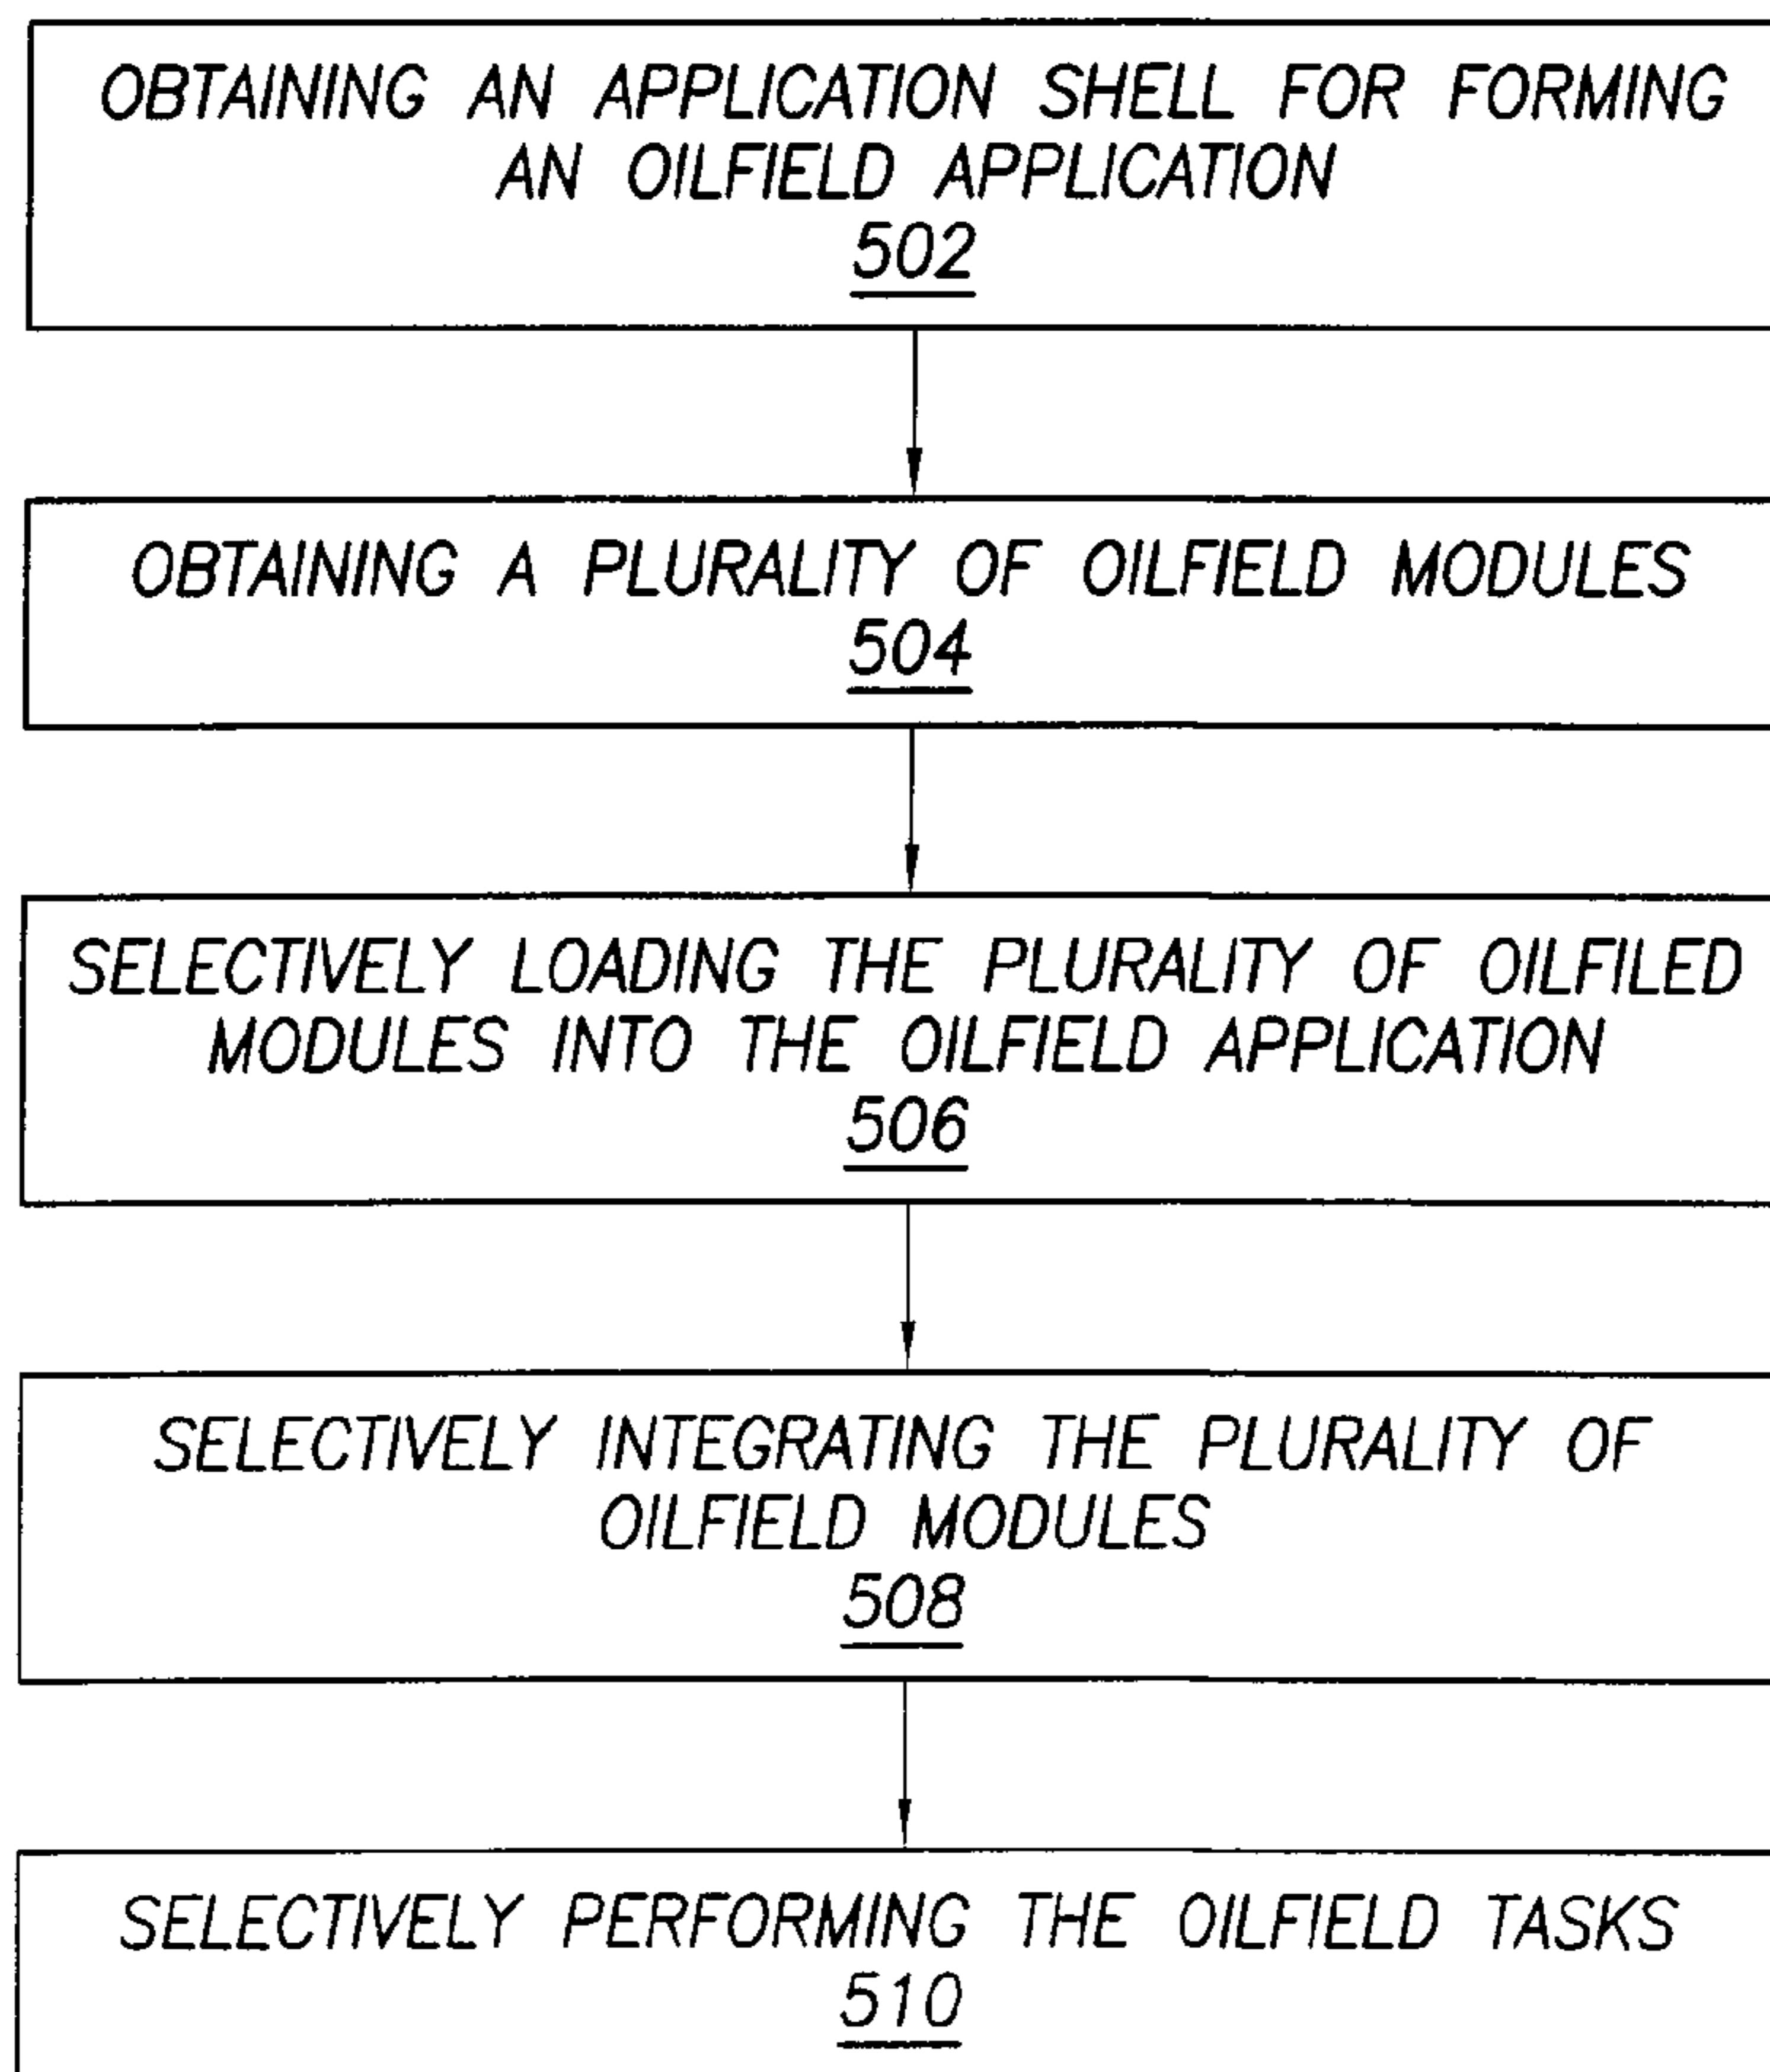 OBTAINING AN APPLICATION SHELL FOR FORMING
AN OILFIELD APPLICATION
502
OBTAINING A PLURALITY OF OILFIELD MODULES
504
SELECTIVELY LOADING THE PLURALITY OF OILFILED
MODULES INTO THE OILFIELD APPLICATION
506
SELECTIVELY INTEGRATING THE PLURALITY OF
OILFIELD MODULES
508
SELECTIVELY PERFORMING THE OILFIELD TASKS
510